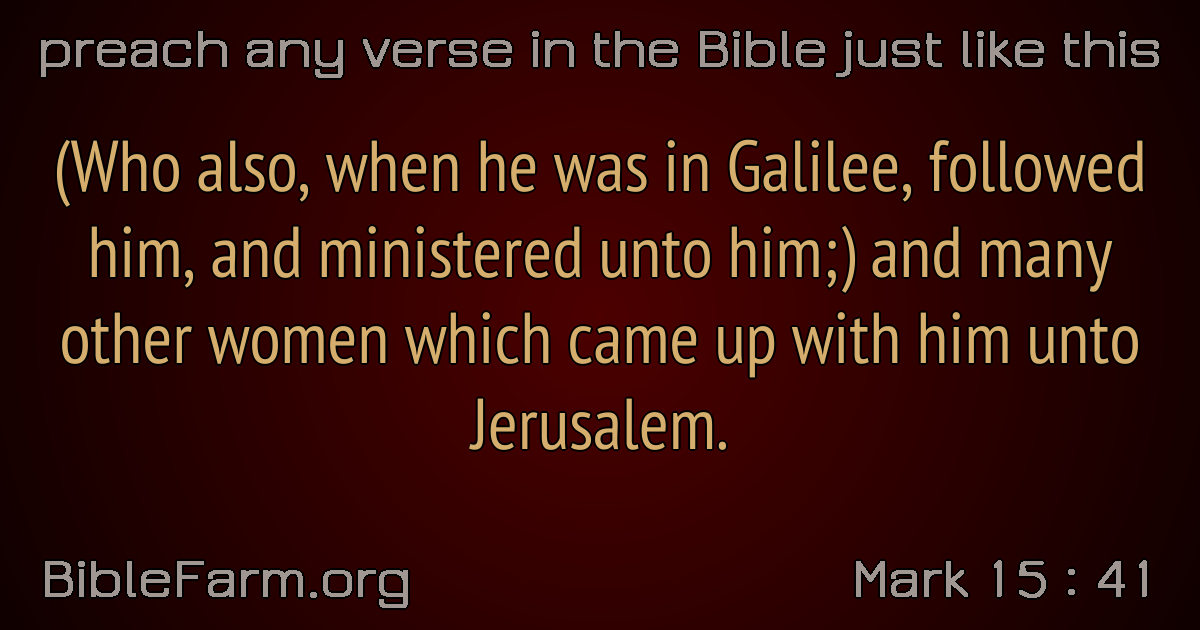 preach any verse in the Bible just like this
(Who also, when he was in Galilee, followed
him, and ministered unto him;) and many
other women which came up with him unto
Jerusalem.
BibleFarm.org
Mark 15 : 41